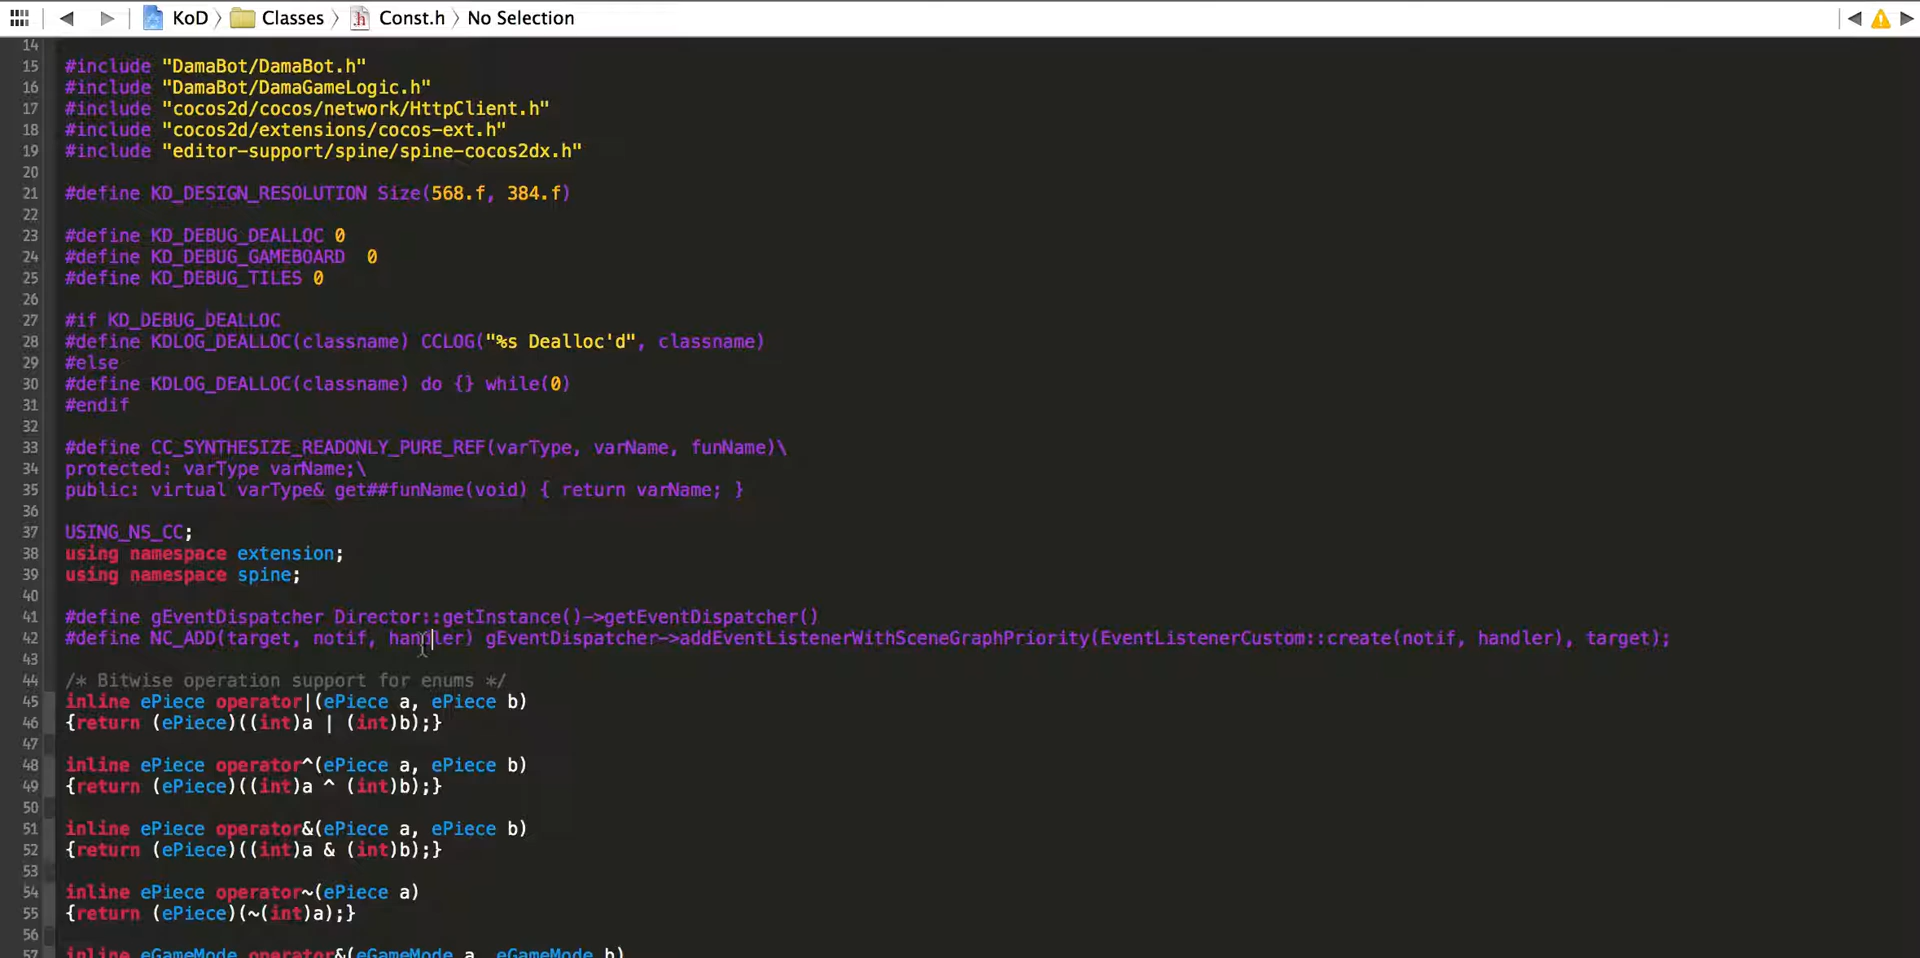 KoD 〉 Classes 〉 Const.h 〉 No Selection
14
15 #include "DamaBot/DamaBot.h"
16 #include "DamaBot/DamaGameLogic.h"
17 #include "cocos2d/cocos/network/HttpClient.h"
18 #include "cocos2d/extensions/cocos-ext.h"
19 #include "editor-support/spine/spine-cocos2dx.h"
20
21 #define KD_DESIGN_RESOLUTION Size(568.f, 384.f)
22
23 #define KD_DEBUG_DEALLOC 0
24 #define KD_DEBUG_GAMEBOARD  0
25 #define KD_DEBUG_TILES 0
26
27 #if KD_DEBUG_DEALLOC
28 #define KDLOG_DEALLOC(classname) CCLOG("%s Dealloc'd", classname)
29 #else
30 #define KDLOG_DEALLOC(classname) do {} while(0)
31 #endif
32
33 #define CC_SYNTHESIZE_READONLY_PURE_REF(varType, varName, funName)\
34 protected: varType varName;\
35 public: virtual varType& get##funName(void) { return varName; }
36
37 USING_NS_CC;
38 using namespace extension;
39 using namespace spine;
40
41 #define gEventDispatcher Director::getInstance()->getEventDispatcher()
42 #define NC_ADD(target, notif, handler) gEventDispatcher->addEventListenerWithSceneGraphPriority(EventListenerCustom::create(notif, handler), target);
43
44 /* Bitwise operation support for enums */
45 inline ePiece operator|(ePiece a, ePiece b)
46 {return (ePiece)((int)a | (int)b);}
47
48 inline ePiece operator^(ePiece a, ePiece b)
49 {return (ePiece)((int)a ^ (int)b);}
50
51 inline ePiece operator&(ePiece a, ePiece b)
52 {return (ePiece)((int)a & (int)b);}
53
54 inline ePiece operator~(ePiece a)
55 {return (ePiece)(~(int)a);}
56
57 inline eGameMode operator&(eGameMode a, eGameMode b)